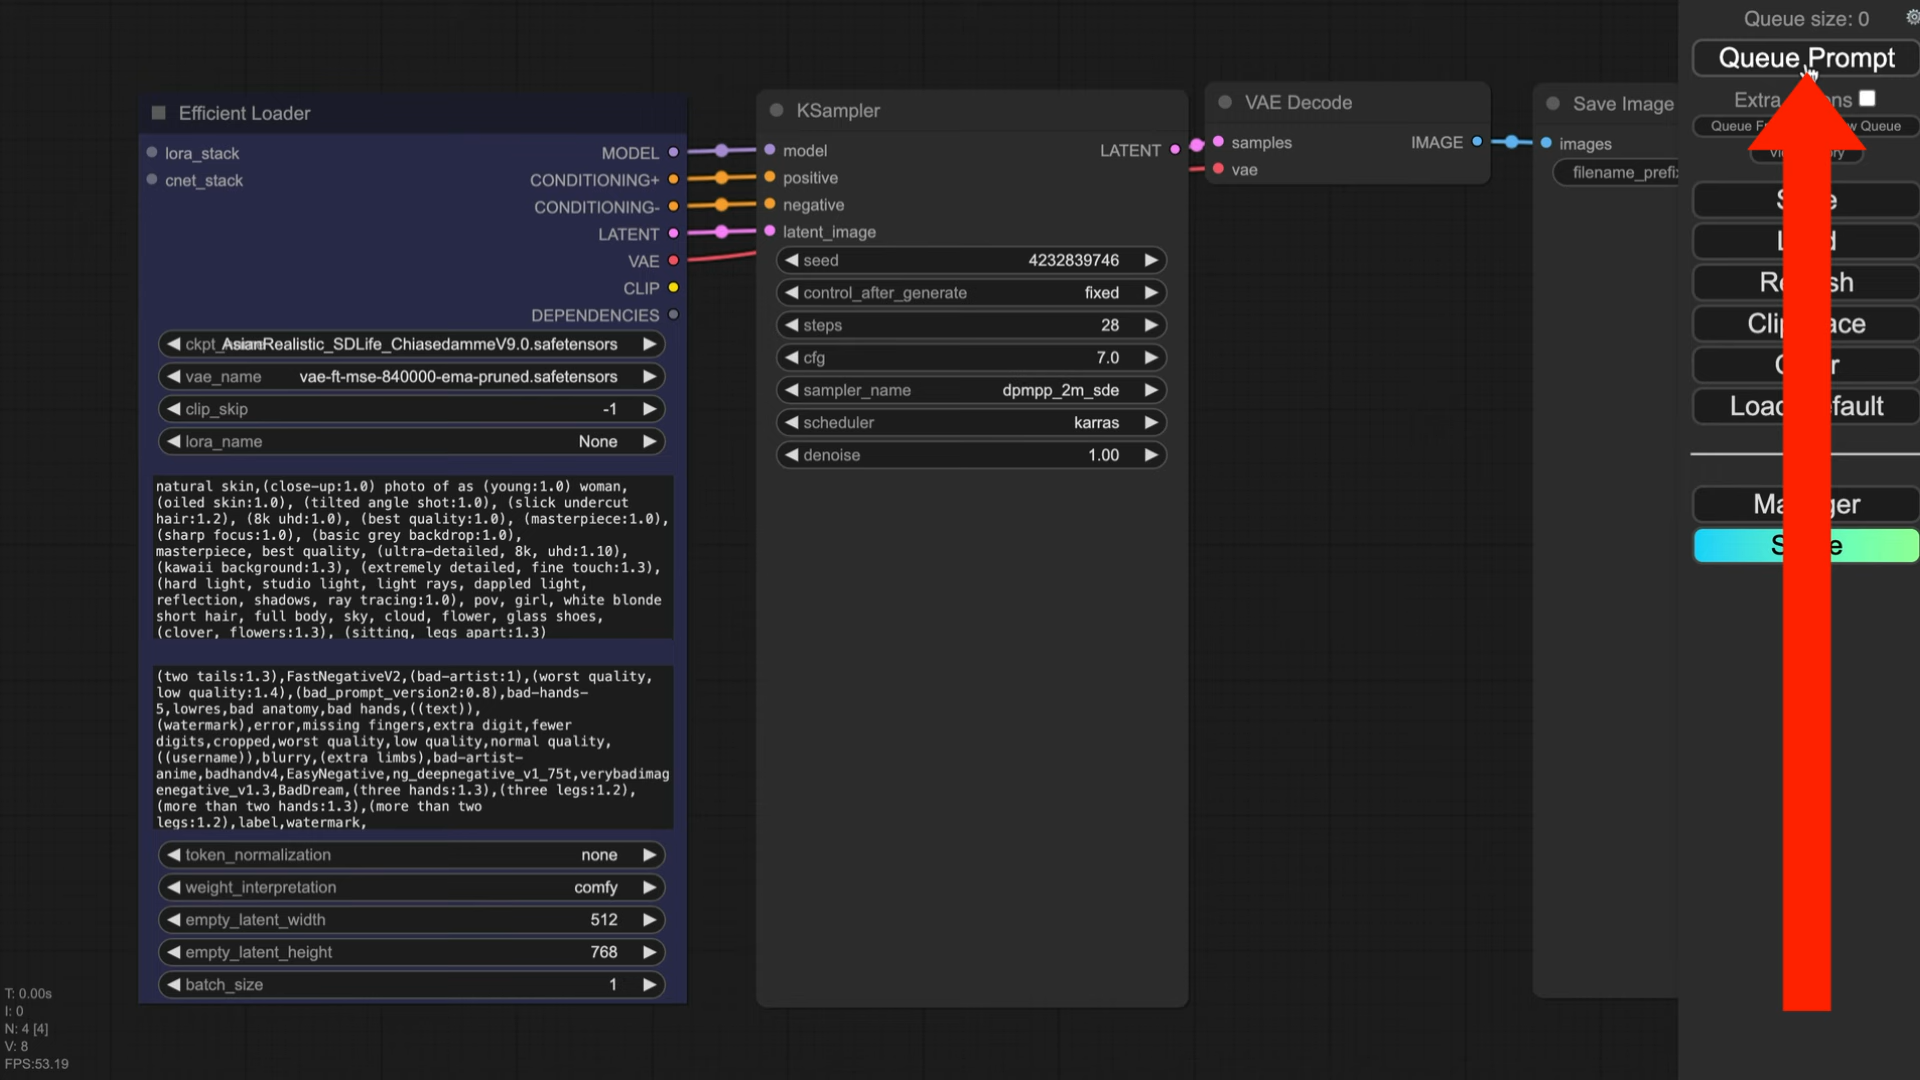 Queue size: 0
Queue Prompt
Extra
Queue
Queue
Manager
Efficient Loader
lora_stack
cnet_stack
MODEL
CONDITIONING+
CONDITIONING-
LATENT
VAE
CLIP
DEPENDENCIES
AsianRealistic_SDLife_ChiasedammeV9.0.safetensors
vae_name vae-ft-mse-840000-ema-pruned.safetensors
clip_skip -1
lora_name None
natural skin,(close-up:1.0) photo of as (young:1.0) woman,
(oiled skin:1.0), (tilted angle shot:1.0), (slick undercut
hair:1.2), (8k uhd:1.0), (best quality:1.0), (masterpiece:1.0),
(sharp focus:1.0), (basic grey backdrop:1.0),
masterpiece, best quality, (ultra-detailed, 8k, uhd:1.10),
(kawaii background:1.3), (extremely detailed, fine touch:1.3),
(hard light, studio light, light rays, dappled light,
reflection, shadows, ray tracing:1.0), pov, girl, white blonde
short hair, full body, sky, cloud, flower, glass shoes,
(clover, flowers:1.3), (sitting, legs apart:1.3)
(two tails:1.3),FastNegativeV2,(bad-artist:1),(worst quality,
low quality:1.4),(bad_prompt_version2:0.8),bad-hands-
5,lowres,bad anatomy,bad hands,((text)),
(watermark),error,missing fingers,extra digit,fewer
digits,cropped,worst quality,low quality,normal quality,
((username)),blurry,(extra limbs),bad-artist-
anime,badhandv4,EasyNegative,ng_deepnegative_v1_75t,verybadimag
enegative_v1.3,BadDream,(three hands:1.3),(three legs:1.2),
(more than two hands:1.3),(more than two
legs:1.2),label,watermark,
token_normalization none
weight_interpretation comfy
empty_latent_width 512
empty_latent_height 768
batch_size 1
KSampler
model
positive
negative
latent_image
LATENT
seed 4232839746
control_after_generate fixed
steps 28
cfg 7.0
sampler_name dpmpp_2m_sde
scheduler karras
denoise 1.00
VAE Decode
samples
vae
IMAGE
Save Image
images
T: 0.00s
I: 0
N: 4 [4]
V: 8
FPS:53.19